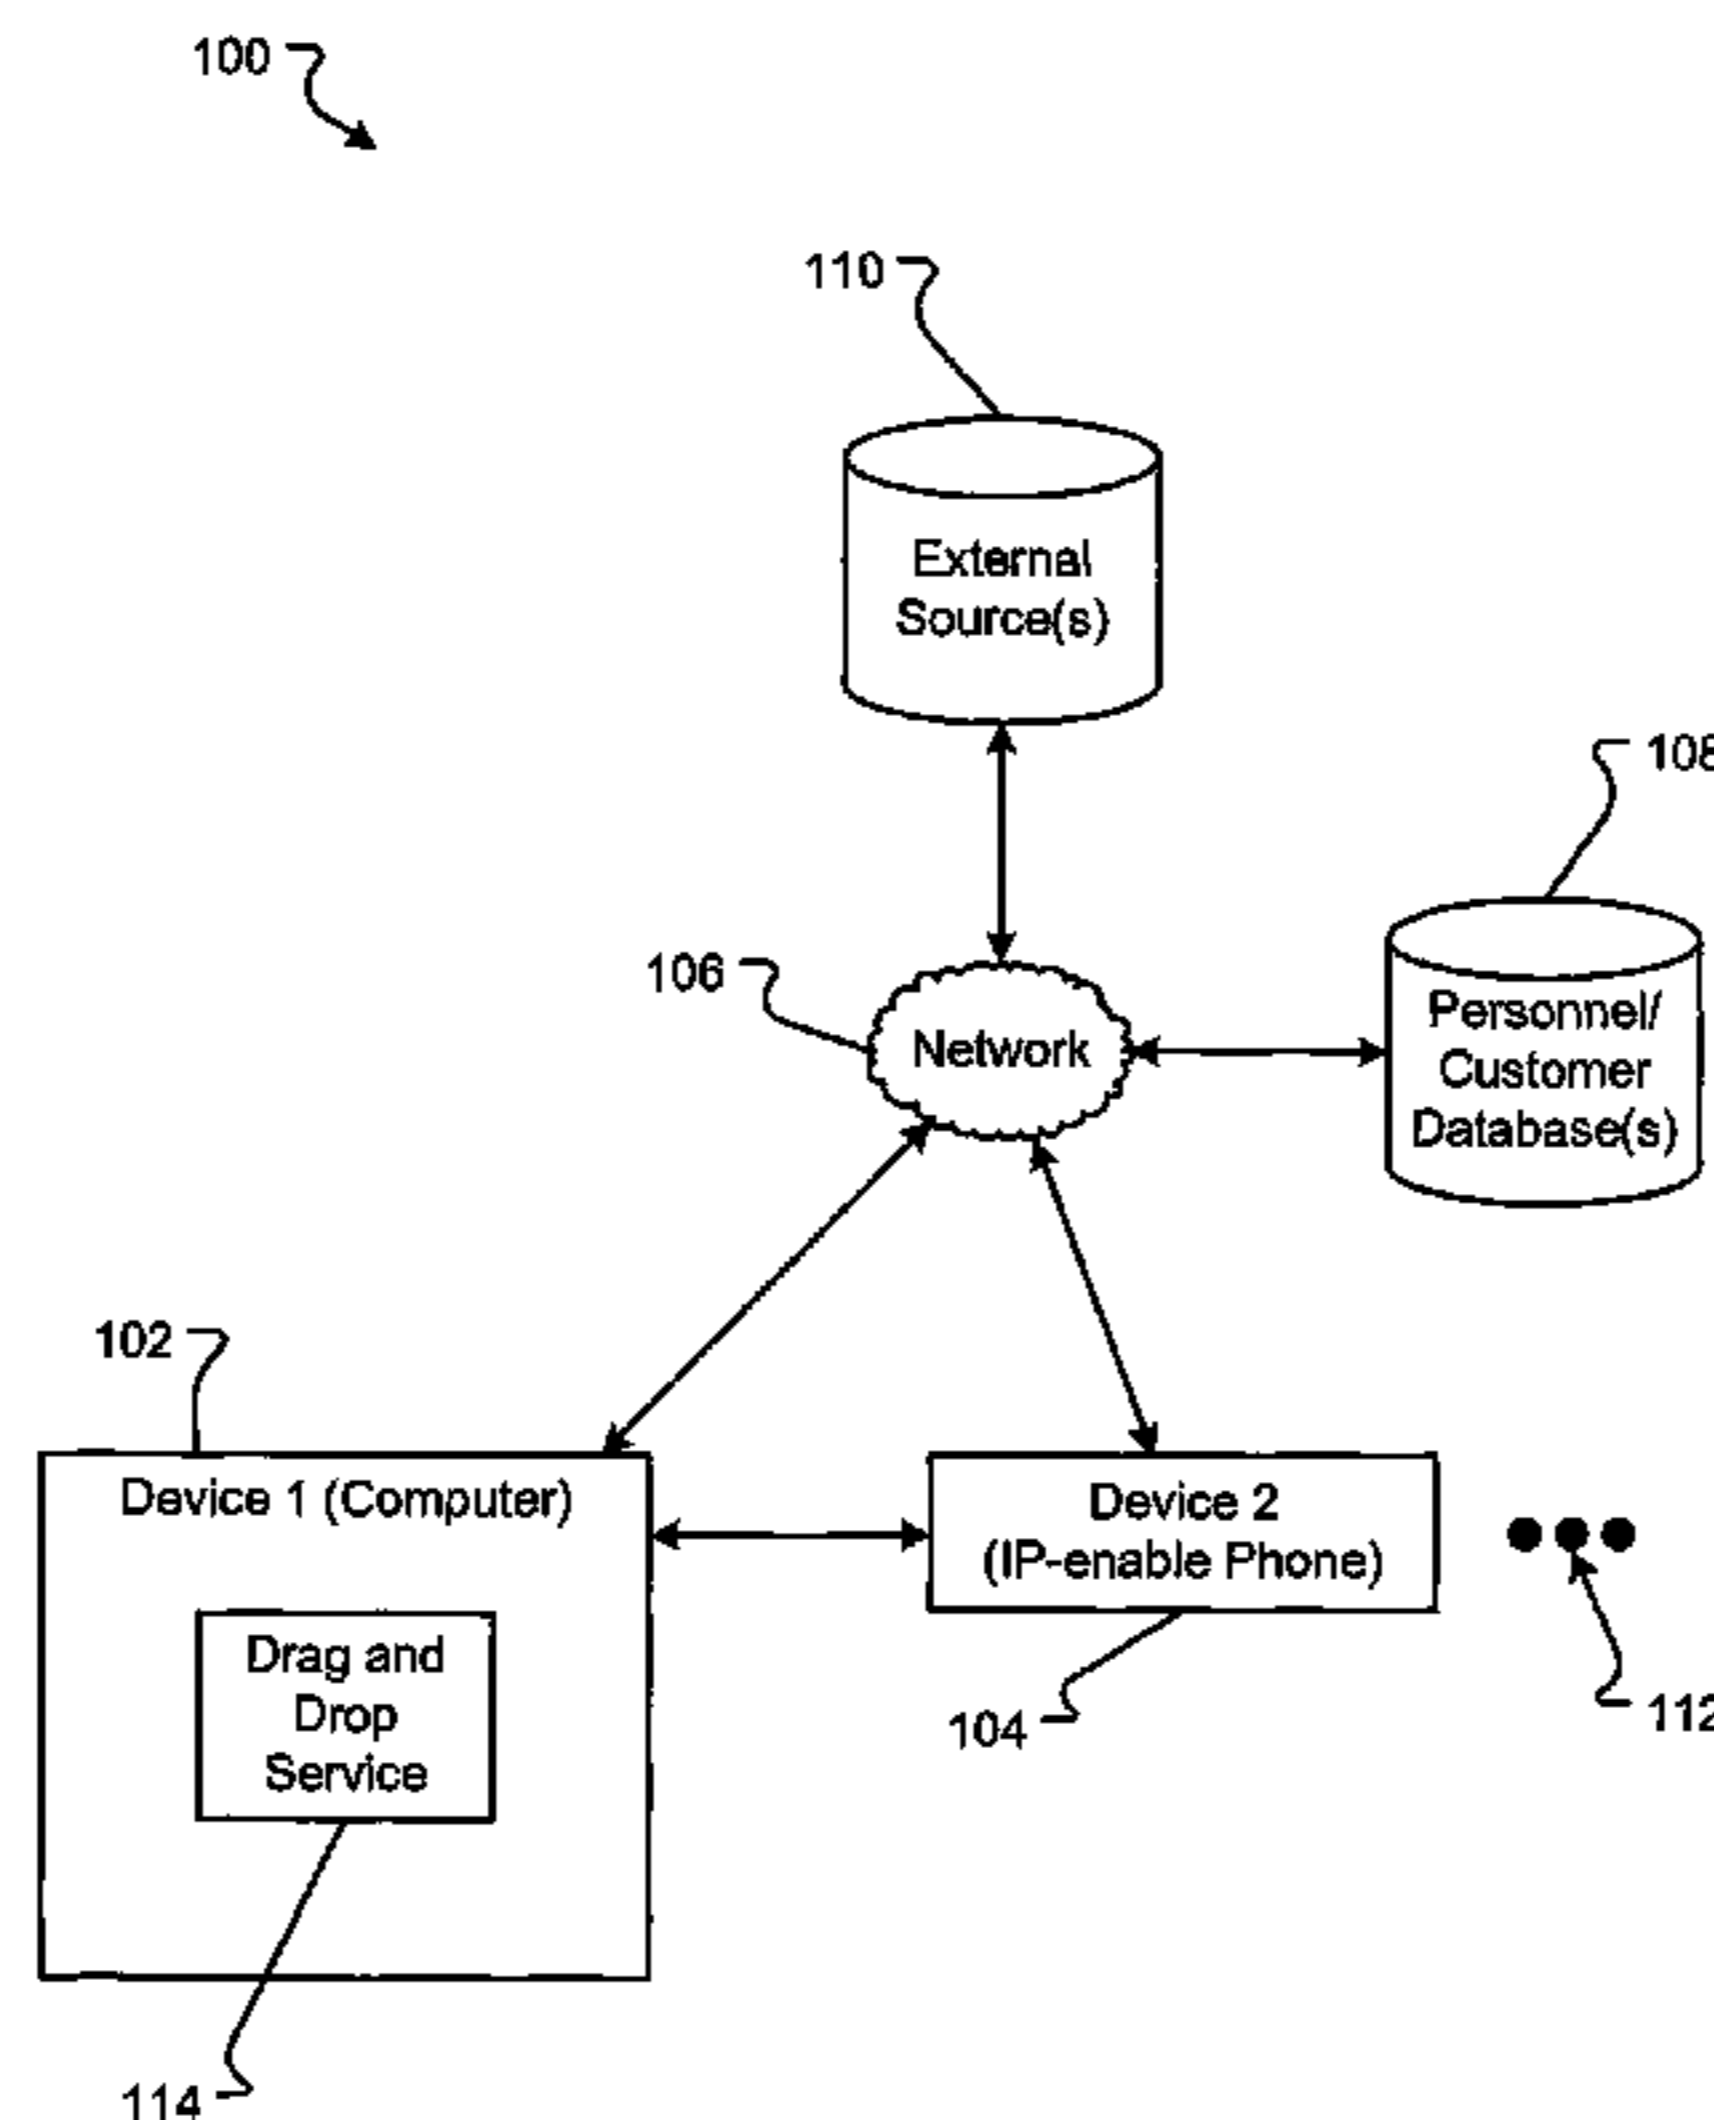 100
110
External
Source(s)
108
106
Network
Personnel/
Customer
Database(s)
102
Device 1 (Computer)
Device 2
(IP-enable Phone)
Drag and
Drop
Service
104
112
114